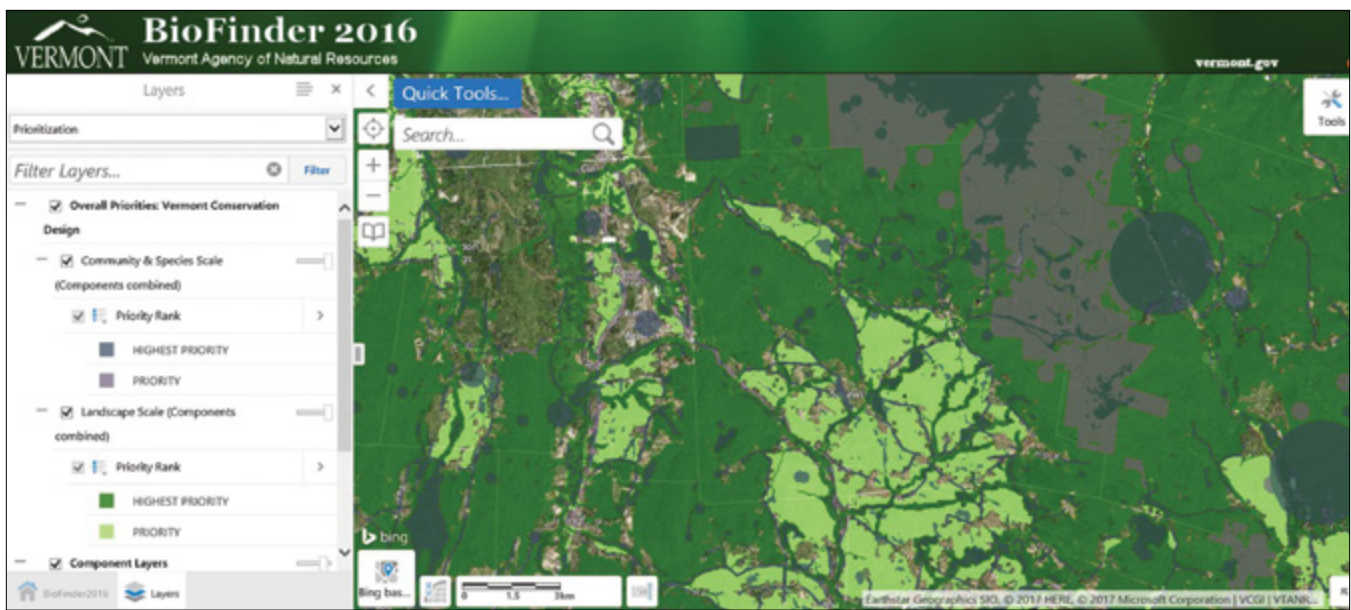 VERMONT
BioFinder 2016
Vermont Agency of Natural Resources
vermont.gov
Layers
Prioritization
Filter Layers...
Filter
Overall Priorities: Vermont Conservation
Design
Community & Species Scale
(Components combined)
Priority Rank
HIGHEST PRIORITY
PRIORITY
Landscape Scale (Components
combined)
Priority Rank
HIGHEST PRIORITY
PRIORITY
Component Layers
BioFinder2016
Layers
Quick Tools...
Search...
Tools
bing
Bing bas...
0 1.5 3km
Earthstar Geographics SIO, © 2017 HERE, © 2017 Microsoft Corporation | VCGI | VTANR...